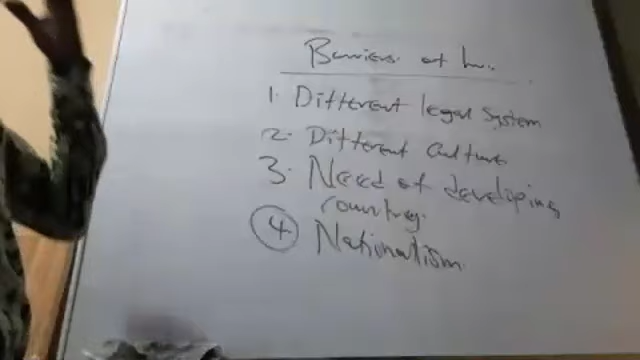 Barriers of
1. Different legal System
2. Different Culture
3. Need of developing
country.
4 Nationalism